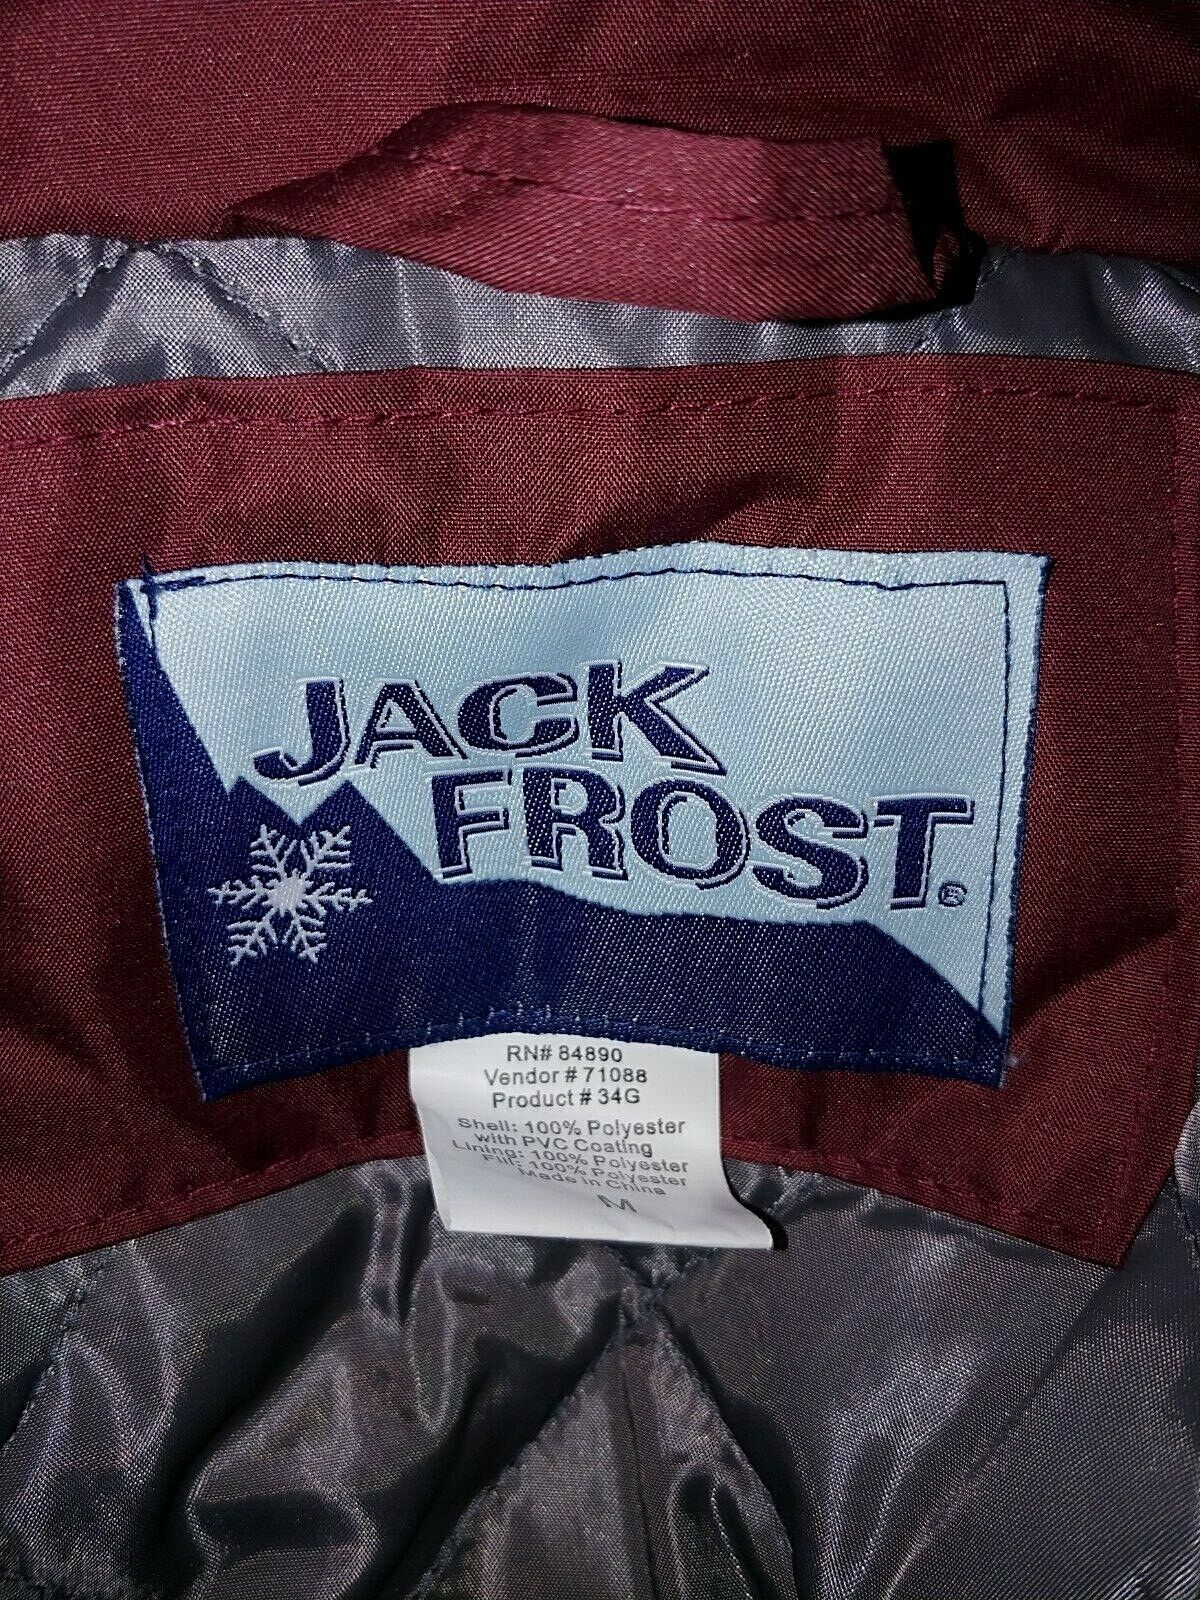 JACK
FROST®
RN# 84890
Vendor # 71088
Product # 34G
Shell: 100% Polyester
with PVC Coating
Lining: 100% Polyester
Fill: 100% Polyester
Made in China
M